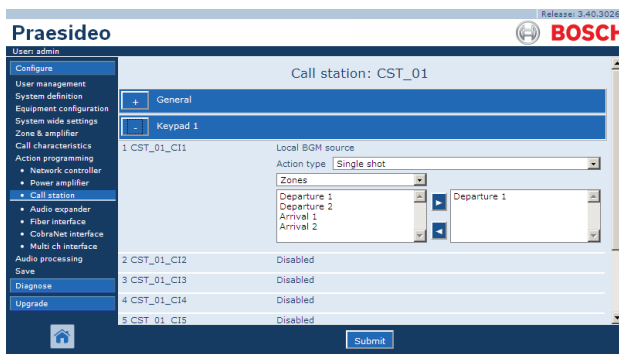 Release: 3.40.3026
Praesideo
BOSCH
User: admin
Configure
User management
System definition
Equipment configuration
System wide settings
Zone & amplifier
Call characteristics
Action programming
• Network controller
• Power amplifier
• Call station
• Audio expander
• Fiber interface
• CobraNet interface
• Multi ch interface
Audio processing
Save
Diagnose
Upgrade
Call station: CST_01
+ General
- Keypad 1
1 CST_01_CI1 Local BGM source
Action type Single shot
Zones
Departure 1
Departure 2
Arrival 1
Arrival 2
Departure 1
2 CST_01_CI2 Disabled
3 CST_01_CI3 Disabled
4 CST_01_CI4 Disabled
5 CST_01_CI5 Disabled
Submit